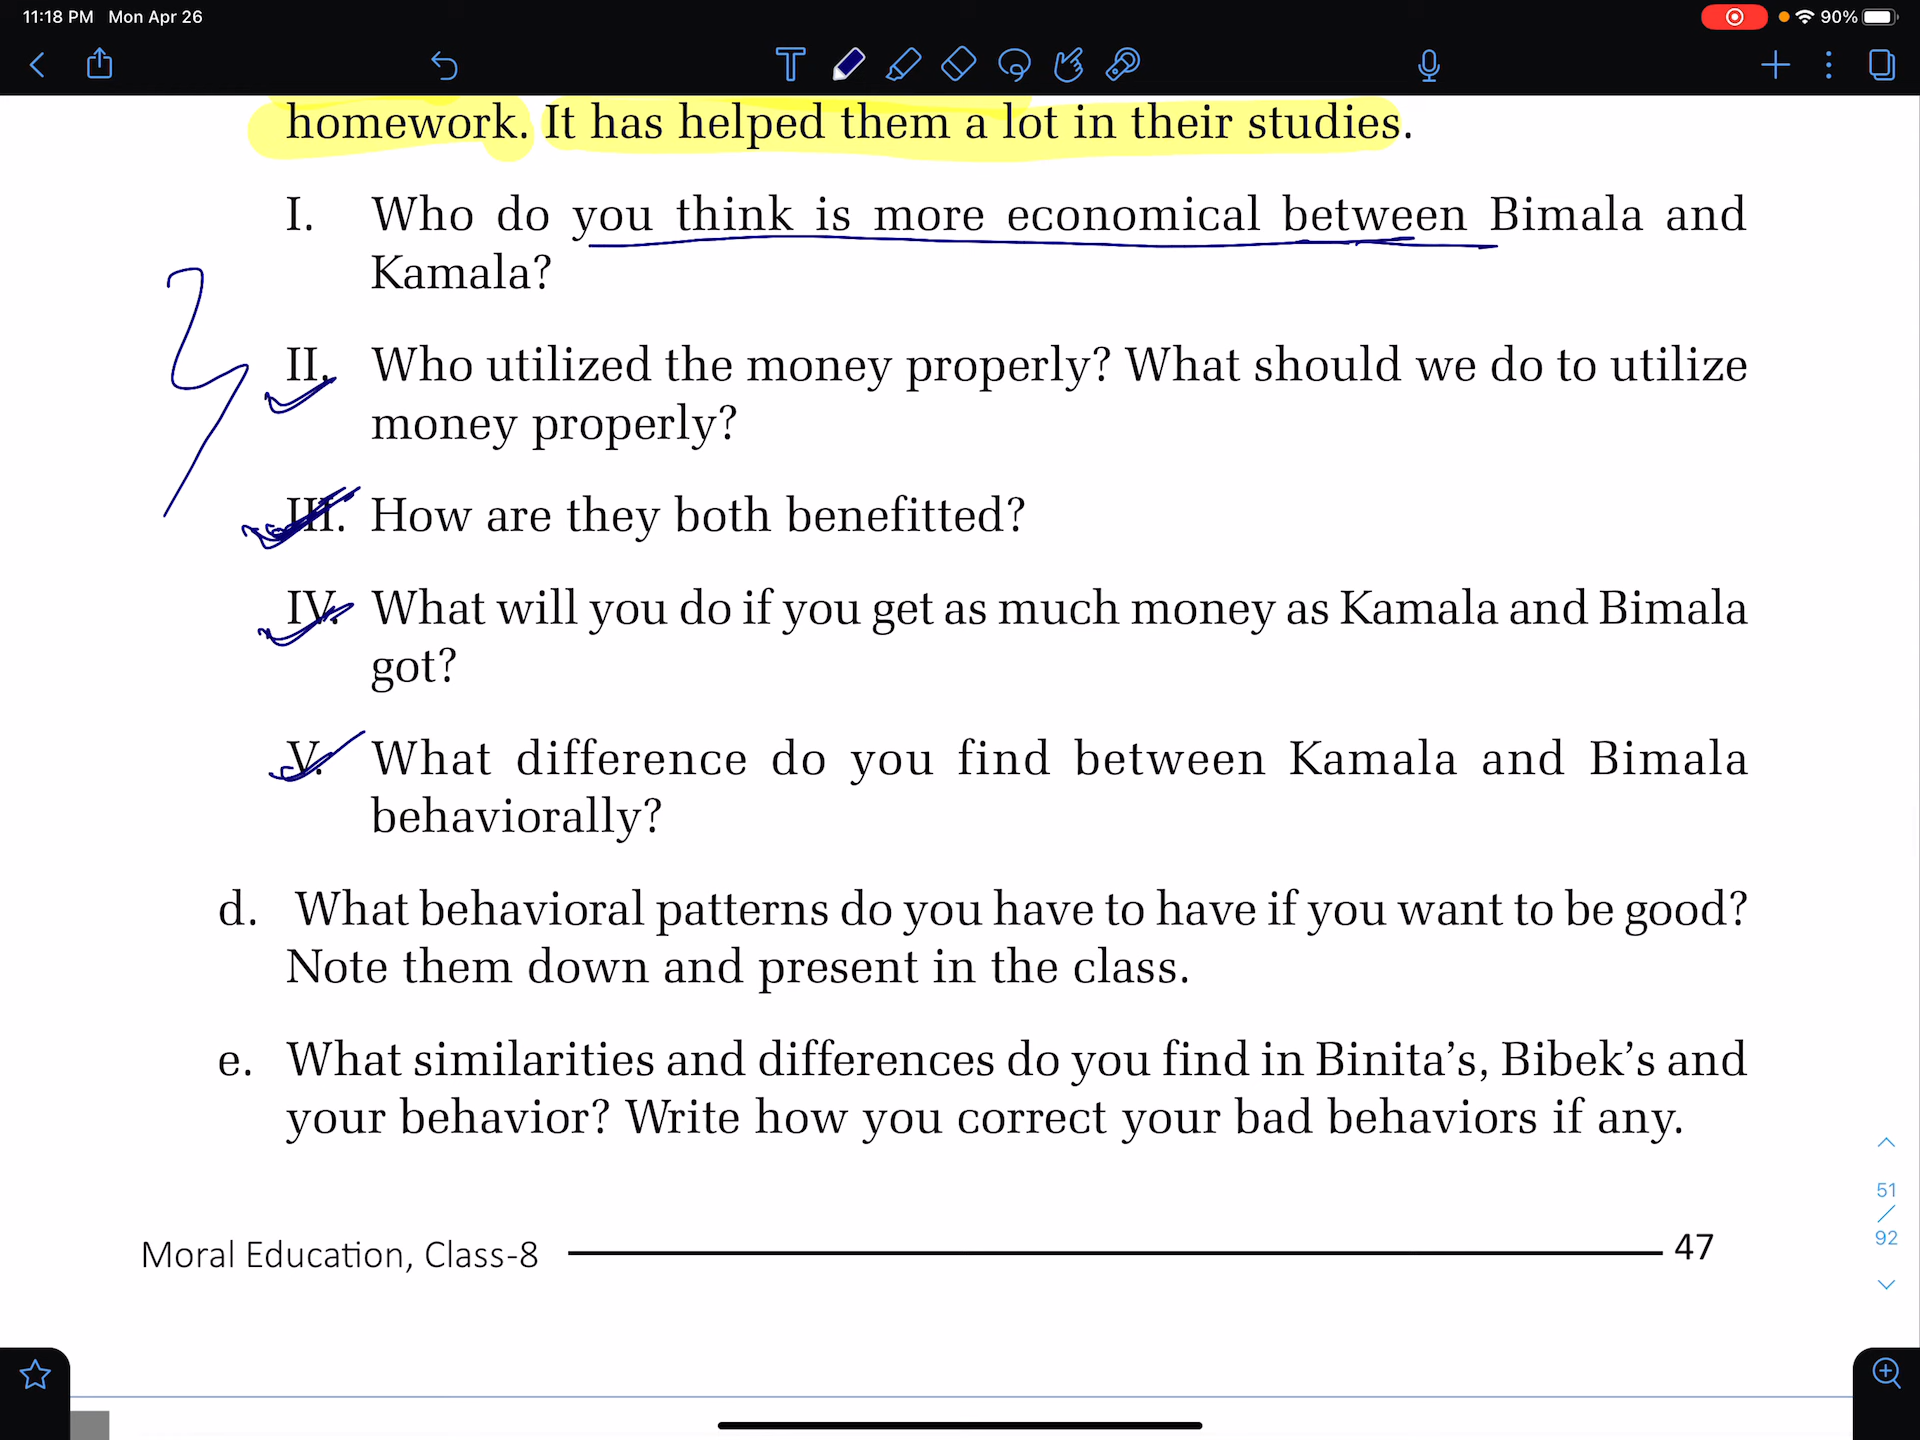 11:18 PM Mon Apr 26
90%
homework. It has helped them a lot in their studies.
I. Who do you think is more economical between Bimala and
Kamala?
II. Who utilized the money properly? What should we do to utilize
money properly?
III. How are they both benefitted?
IV. What will you do if you get as much money as Kamala and Bimala
got?
V. What difference do you find between Kamala and Bimala
behaviorally?
d. What behavioral patterns do you have to have if you want to be good?
Note them down and present in the class.
e. What similarities and differences do you find in Binita’s, Bibek’s and
your behavior? Write how you correct your bad behaviors if any.
51
/
92
Moral Education, Class-8 47